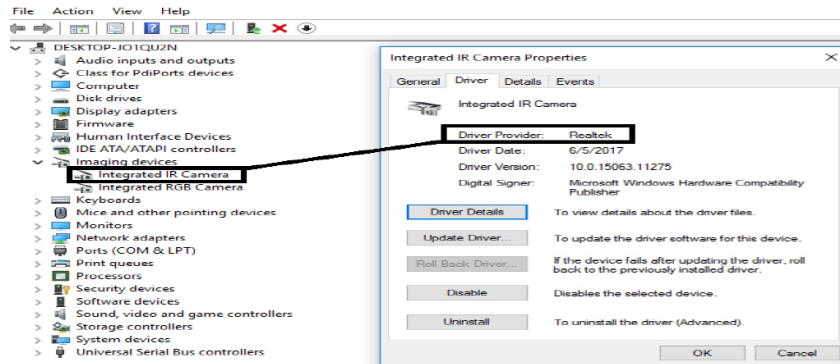 File Action View Help
DESKTOP-JO1QU2N
Audio inputs and outputs
Class for PdiPorts devices
Computer
Disk drives
Display adapters
Firmware
Human Interface Devices
IDE ATA/ATAPI controllers
Imaging devices
Integrated IR Camera
Integrated RGB Camera
Keyboards
Mice and other pointing devices
Monitors
Network adapters
Ports (COM & LPT)
Print queues
Processors
Security devices
Software devices
Sound, video and game controllers
Storage controllers
System devices
Universal Serial Bus controllers
Integrated IR Camera Properties
General Driver Details Events
Integrated IR Camera
Driver Provider: Realtek
Driver Date: 6/5/2017
Driver Version: 10.0.15063.11275
Digital Signer: Microsoft Windows Hardware Compatibility
Publisher
Driver Details To view details about the driver files.
Update Driver... To update the driver software for this device.
Roll Back Driver... If the device fails after updating the driver, roll
back to the previously installed driver.
Disable Disables the selected device.
Uninstall To uninstall the driver (Advanced).
OK Cancel